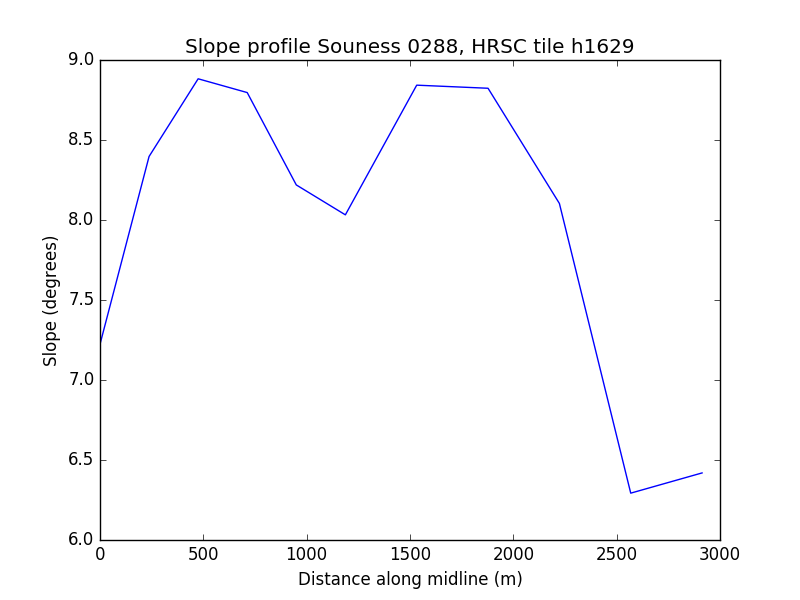 Slope profile Souness 0288, HRSC tile h1629
9.0
8.5
8.0
7.5
7.0
6.5
6.0
Slope (degrees)
0 500 1000 1500 2000 2500 3000
Distance along midline (m)